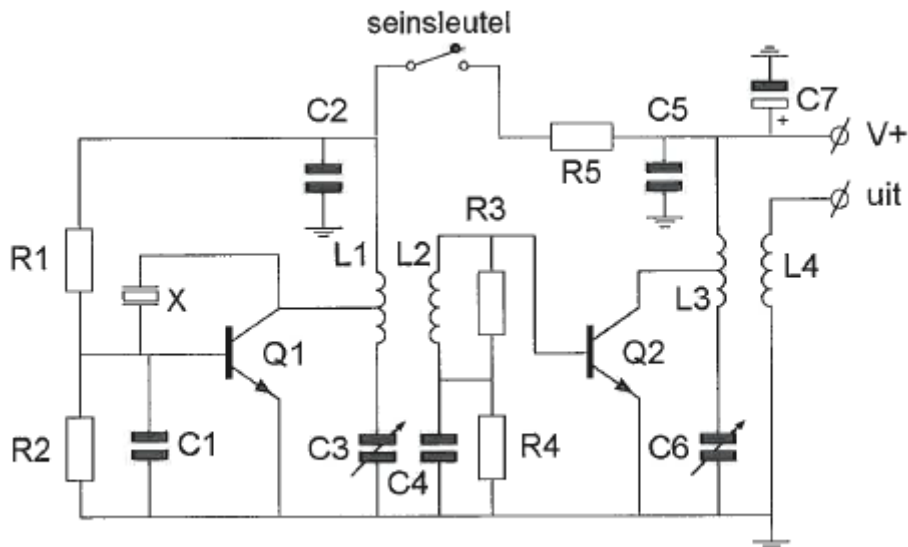 seinsleutel
C2
C5
C7
+
V+
R5
uit
R3
R1
L1
L2
L4
X
L3
Q1
Q2
R2
C1
C3
C4
R4
C6